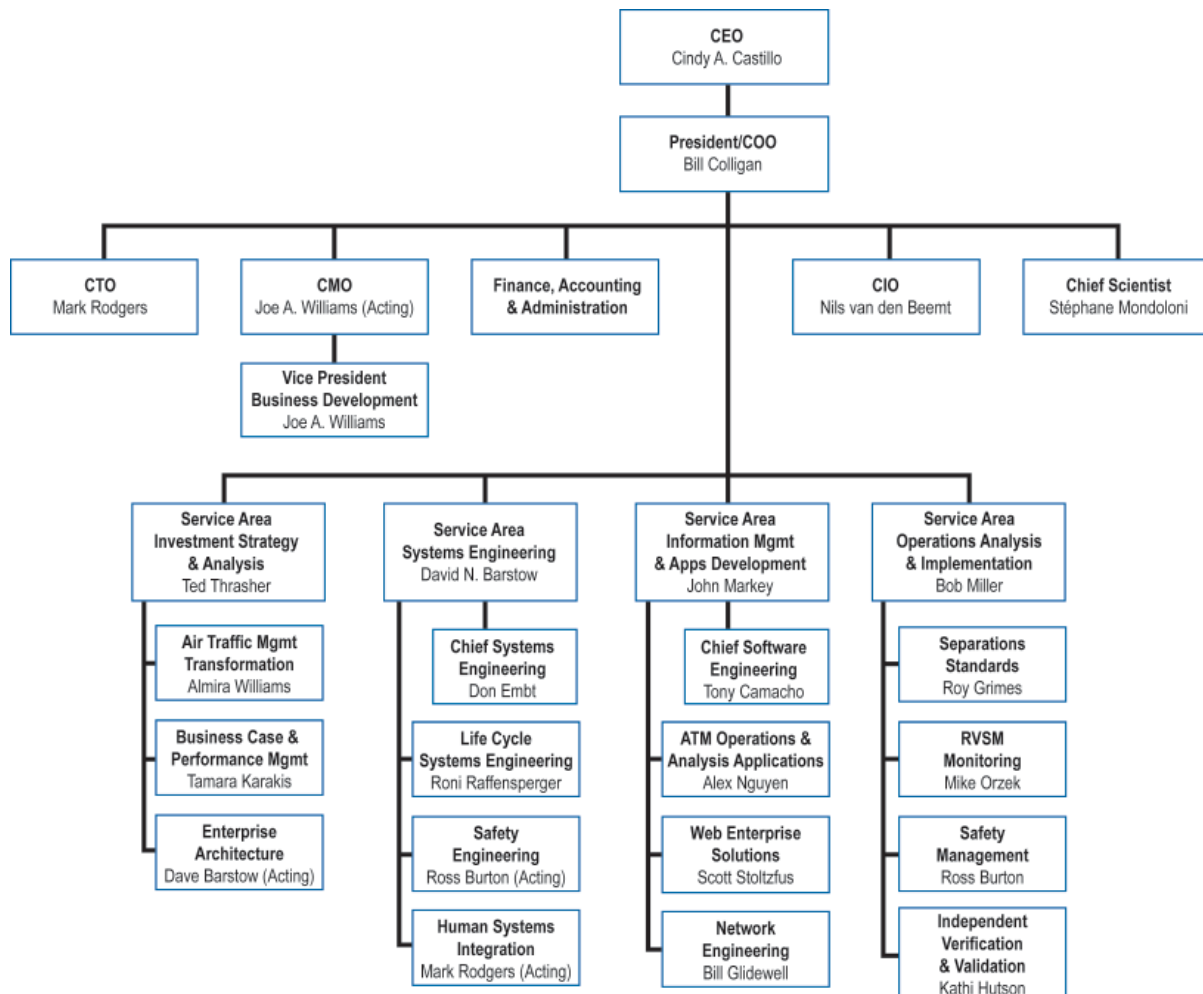 CEO
Cindy A. Castillo
President/COO
Bill Colligan
CTO
Mark Rodgers
CMO
Joe A. Williams (Acting)
Finance, Accounting
& Administration
CIO
Nils van den Beemt
Chief Scientist
Stéphane Mondoloni
Vice President
Business Development
Joe A. Williams
Service Area
Investment Strategy
& Analysis
Ted Thrasher
Air Traffic Mgmt
Transformation
Almira Williams
Business Case &
Performance Mgmt
Tamara Karakis
Enterprise
Architecture
Dave Barstow (Acting)
Service Area
Systems Engineering
David N. Barstow
Chief Systems
Engineering
Don Embt
Life Cycle
Systems Engineering
Roni Raffensperger
Safety
Engineering
Ross Burton (Acting)
Human Systems
Integration
Mark Rodgers (Acting)
Service Area
Information Mgmt
& Apps Development
John Markey
Chief Software
Engineering
Tony Camacho
ATM Operations &
Analysis Applications
Alex Nguyen
Web Enterprise
Solutions
Scott Stoltzfus
Network
Engineering
Bill Glidewell
Service Area
Operations Analysis
& Implementation
Bob Miller
Separations
Standards
Roy Grimes
RVSM
Monitoring
Mike Orzek
Safety
Management
Ross Burton
Independent
Verification
& Validation
Kathi Hutson